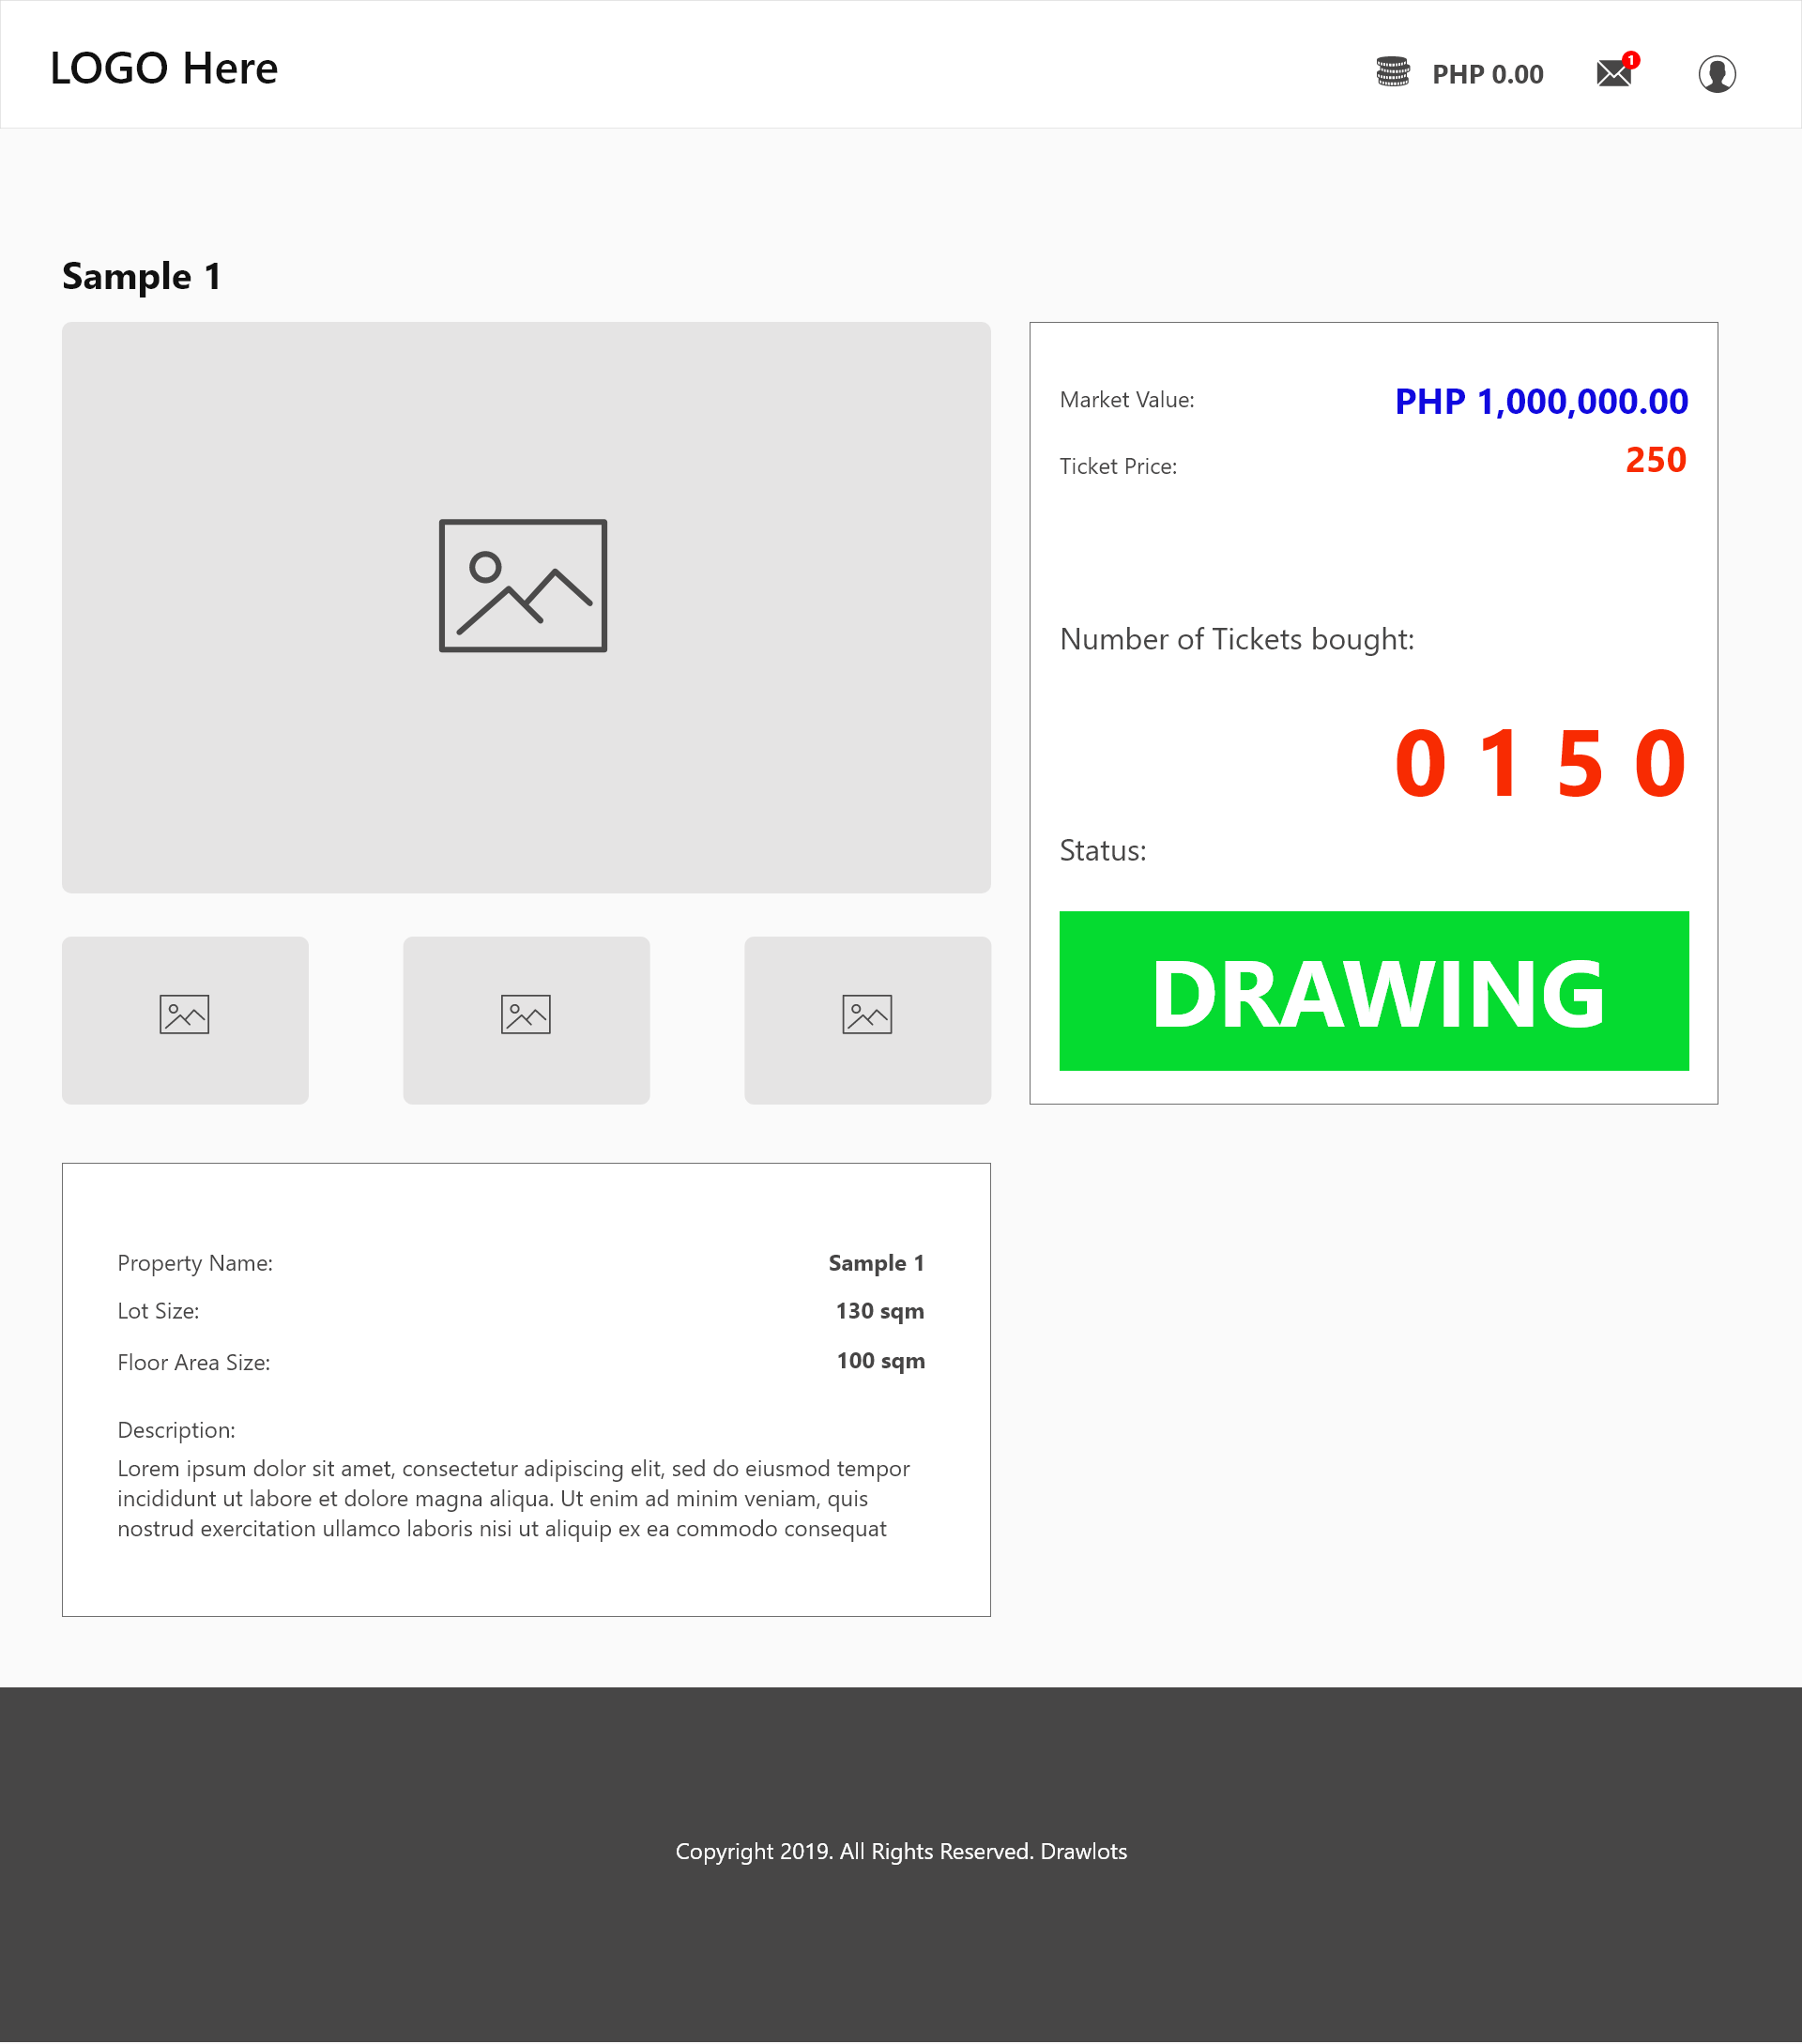 LOGO Here
PHP 0.00
1
Sample 1
Market Value:
PHP 1,000,000.00
Ticket Price:
250
Number of Tickets bought:
0 1 5 0
Status:
DRAWING
Property Name:
Sample 1
Lot Size:
130 sqm
Floor Area Size:
100 sqm
Description:
Lorem ipsum dolor sit amet, consectetur adipiscing elit, sed do eiusmod tempor
incididunt ut labore et dolore magna aliqua. Ut enim ad minim veniam, quis
nostrud exercitation ullamco laboris nisi ut aliquip ex ea commodo consequat
Copyright 2019. All Rights Reserved. Drawlots